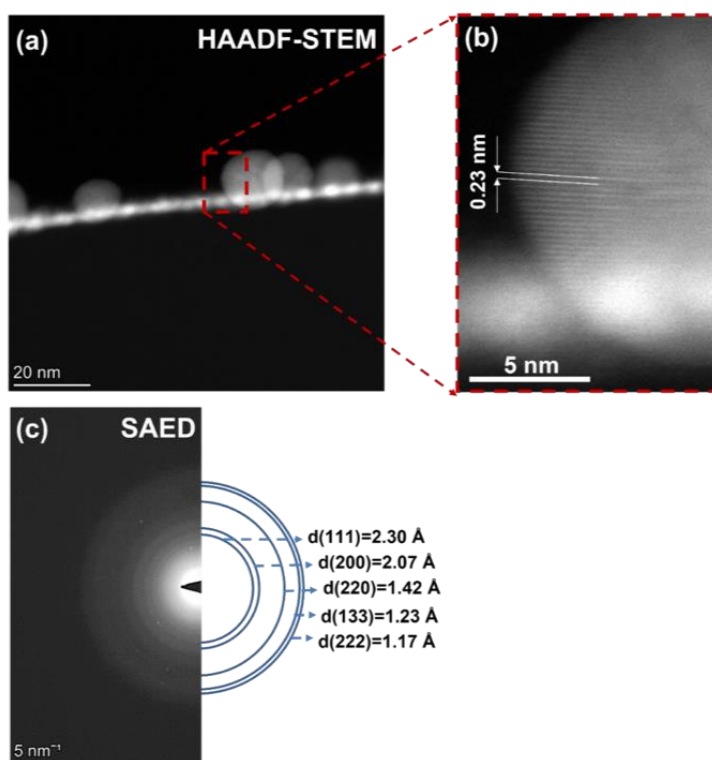 (a) HAADF-STEM
20 nm
(b)
0.23 nm
5 nm
(c) SAED
d(111)=2.30 Å
d(200)=2.07 Å
d(220)=1.42 Å
d(133)=1.23 Å
d(222)=1.17 Å
5 nm⁻¹